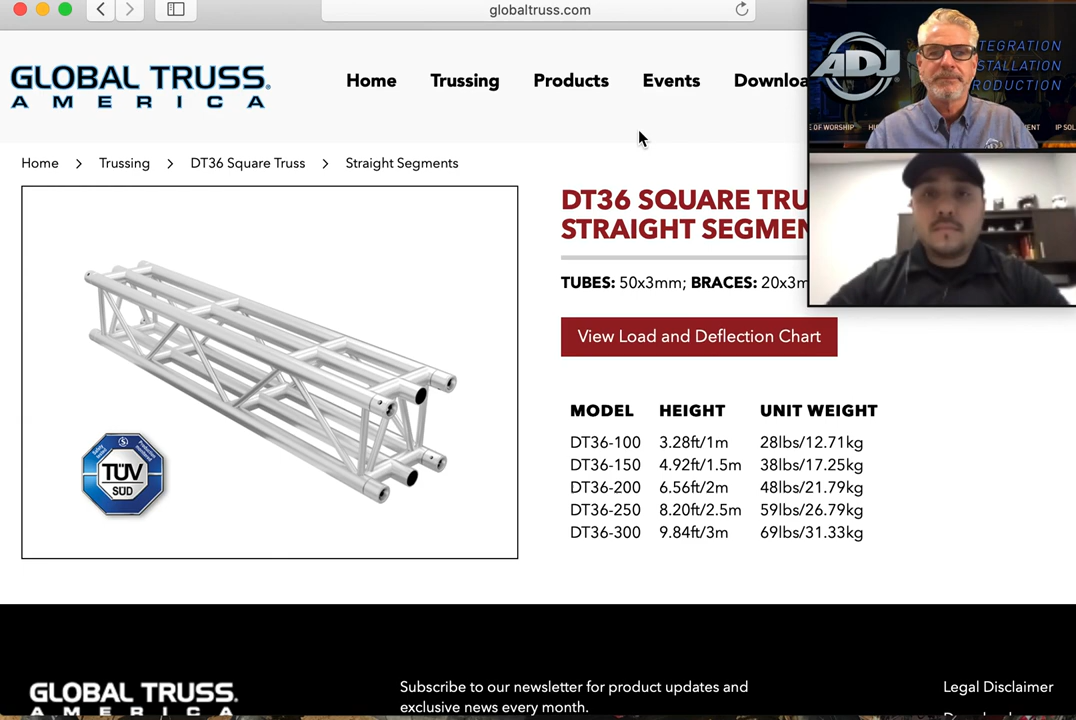 globaltruss.com
GLOBAL TRUSS®
AMERICA
Home Trussing Products Events Downloa
ADJ®
NTEGRATION
STALLATION
RODUCTION
E OF WORSHIP
ENT IP SOL
Home > Trussing > DT36 Square Truss > Straight Segments
DT36 SQUARE TRU
STRAIGHT SEGMEN
TUBES: 50x3mm; BRACES: 20x3m
View Load and Deflection Chart
MODEL HEIGHT UNIT WEIGHT
DT36-100 3.28ft/1m 28lbs/12.71kg
DT36-150 4.92ft/1.5m 38lbs/17.25kg
DT36-200 6.56ft/2m 48lbs/21.79kg
DT36-250 8.20ft/2.5m 59lbs/26.79kg
DT36-300 9.84ft/3m 69lbs/31.33kg
TÜV
SÜD
GLOBAL TRUSS®
AMERICA
Subscribe to our newsletter for product updates and
exclusive news every month.
Legal Disclaimer